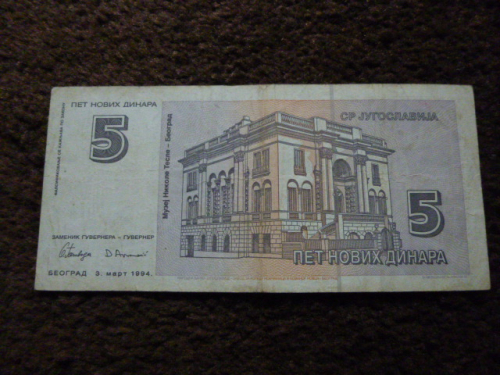 ПЕТ НОВИХ ДИНАРА
5
Музеј Николе Тесле – Београд
СР ЈУГОСЛАВИЈА
5
ПЕТ НОВИХ ДИНАРА
ЗАМЕНИК ГУВЕРНЕРА - ГУВЕРНЕР
БЕОГРАД 3. март 1994.